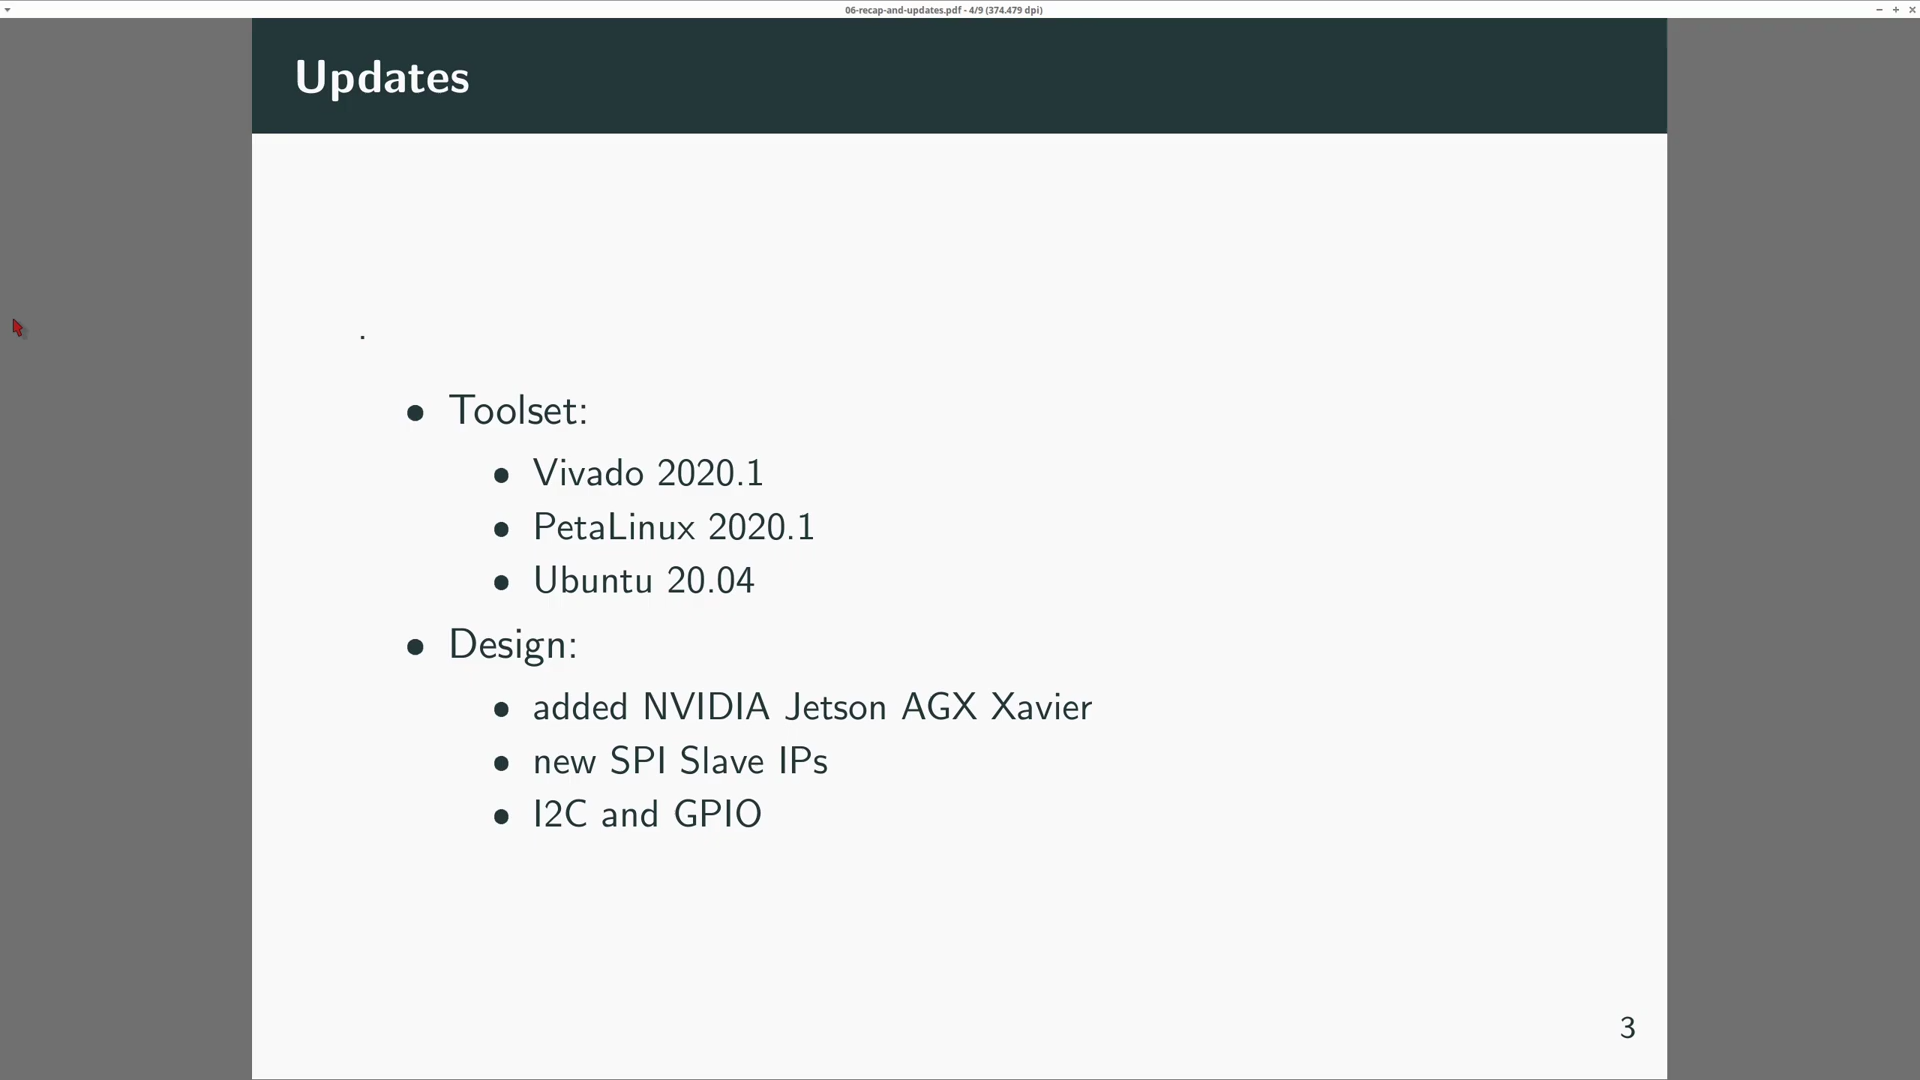 06-recap-and-updates.pdf - 4/9 (374.479 dpi)
Updates
.
• Toolset:
• Vivado 2020.1
• PetaLinux 2020.1
• Ubuntu 20.04
• Design:
• added NVIDIA Jetson AGX Xavier
• new SPI Slave IPs
• I2C and GPIO
3